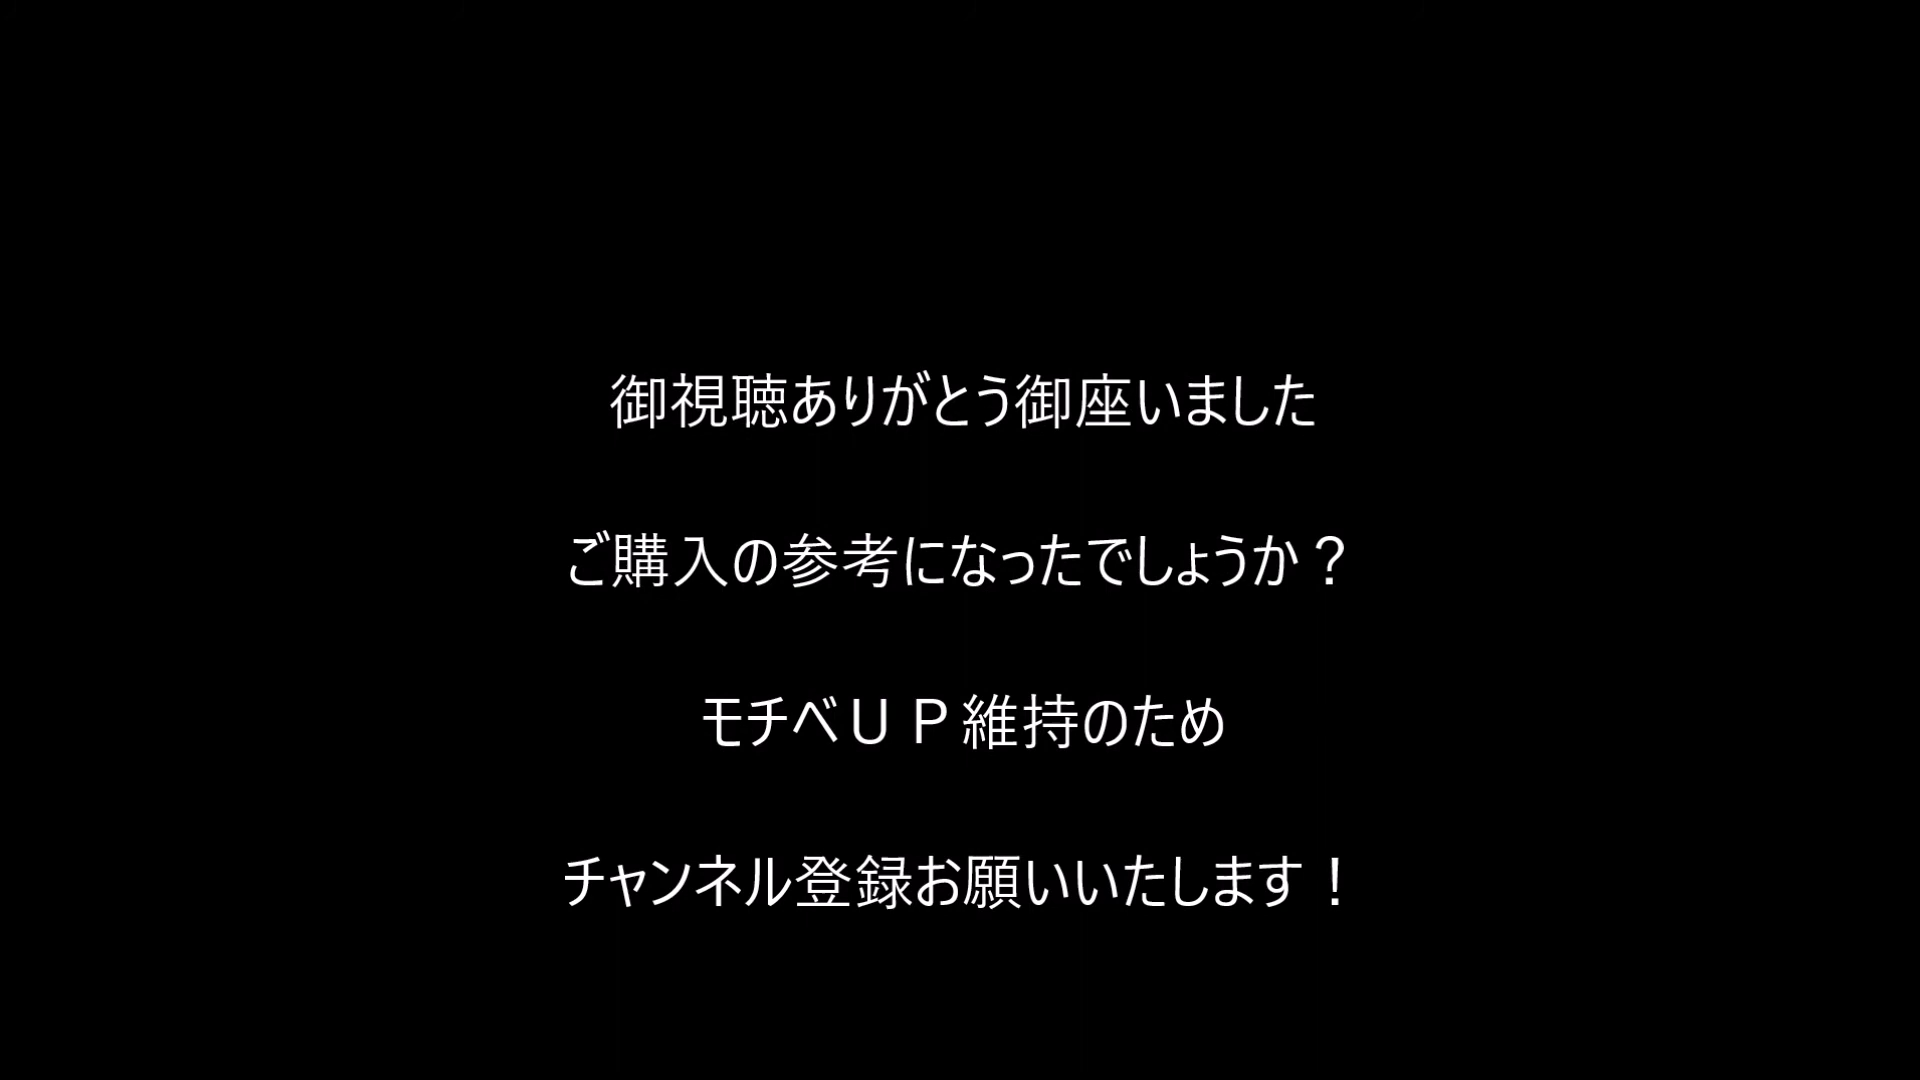 御視聴ありがとう御座いました
ご購入の参考になったでしょうか？
モチベＵＰ維持のため
チャンネル登録お願いいたします！